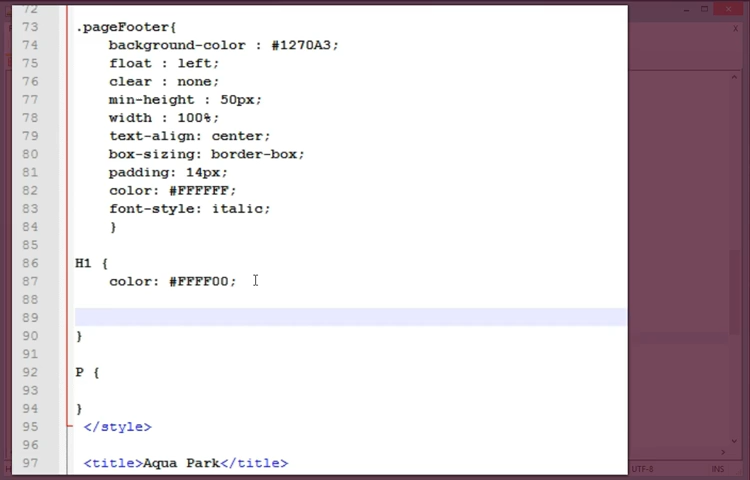 72
73 .pageFooter{
74 background-color : #1270A3;
75 float : left;
76 clear : none;
77 min-height : 50px;
78 width : 100%;
79 text-align: center;
80 box-sizing: border-box;
81 padding: 14px;
82 color: #FFFFFF;
83 font-style: italic;
84 }
85
86 H1 {
87 color: #FFFF00;
88
89
90 }
91
92 P {
93
94 }
95 </style>
96
97 <title>Aqua Park</title>
UTF-8